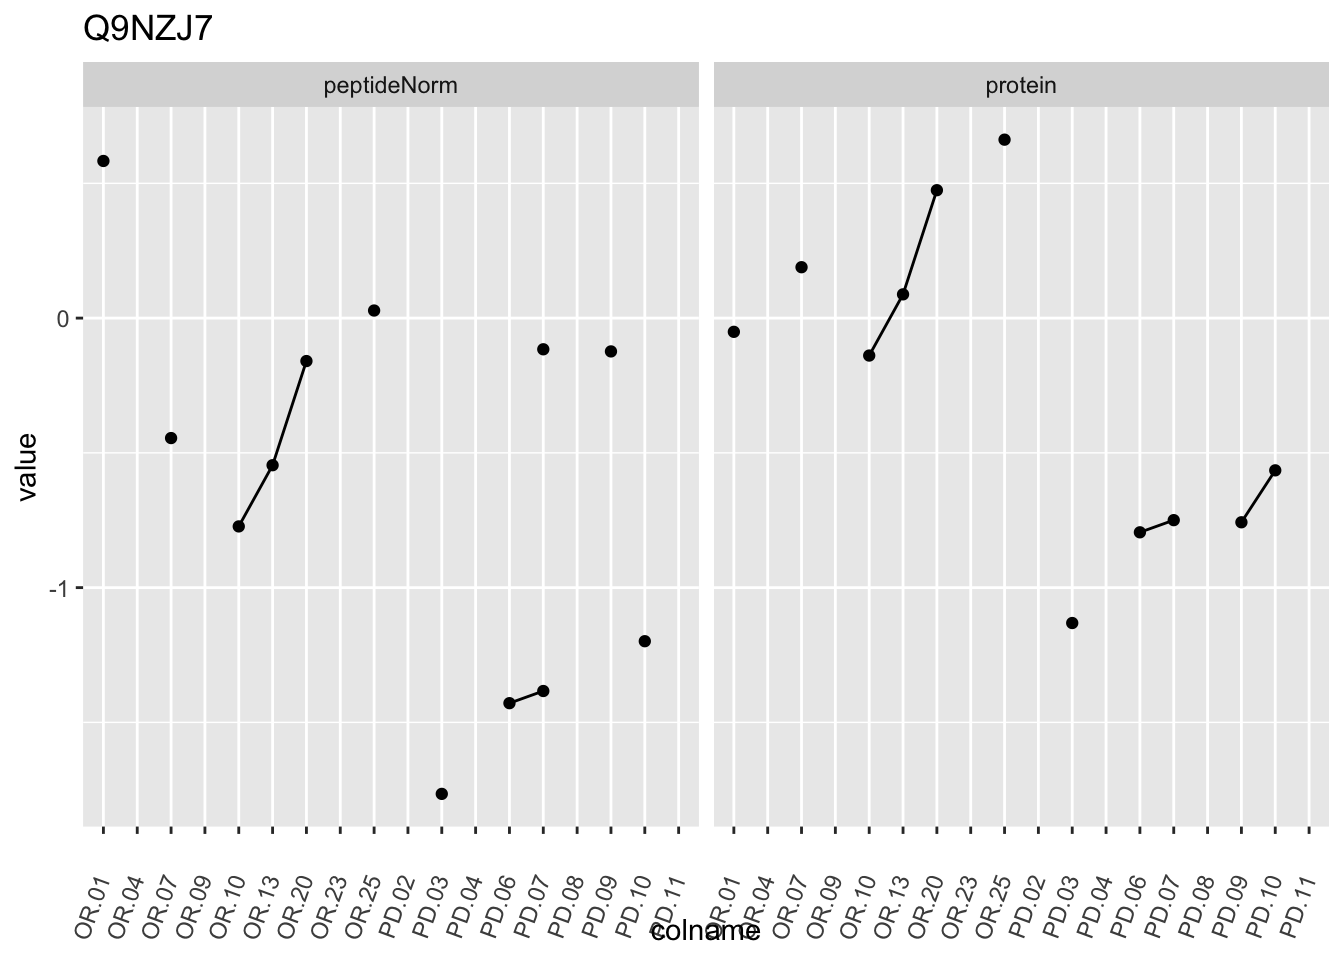 Q9NZJ7
peptideNorm
protein
0
-1
value
OR.01
OR.04
OR.07
OR.09
OR.10
OR.13
OR.20
OR.23
OR.25
PD.02
PD.03
PD.04
PD.06
PD.07
PD.08
PD.09
PD.10
PD.11
OR.01
OR.04
OR.07
OR.09
OR.10
OR.13
OR.20
OR.23
OR.25
PD.02
PD.03
PD.04
PD.06
PD.07
PD.08
PD.09
PD.10
PD.11
colname